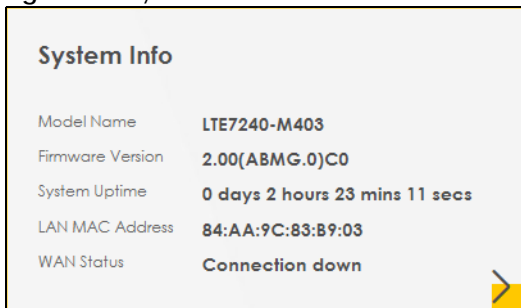 System Info
Model Name LTE7240-M403
Firmware Version 2.00(ABMG.0)C0
System Uptime 0 days 2 hours 23 mins 11 secs
LAN MAC Address 84:AA:9C:83:B9:03
WAN Status Connection down